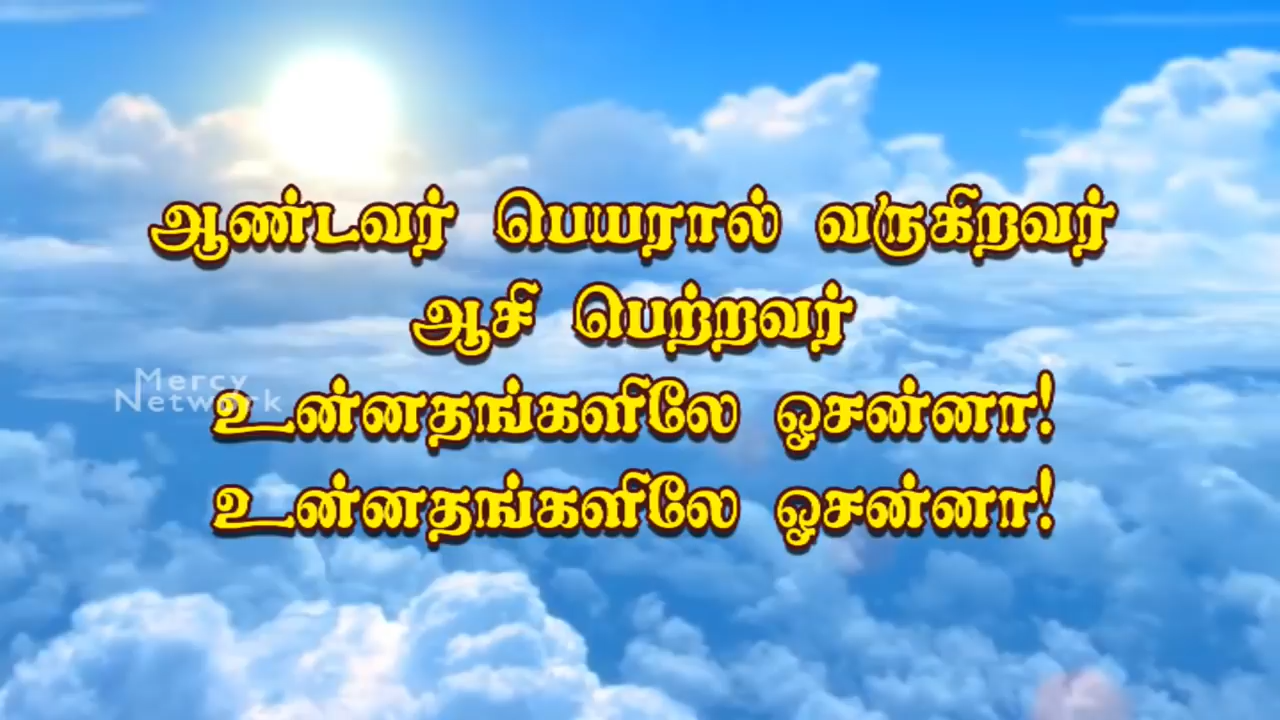 ஆண்டவர் பெயரால் வருகிறவர்
ஆசி பெற்றவர்
Mercy
Network
உன்னதங்களிலே ஓசன்னா!
உன்னதங்களிலே ஓசன்னா!